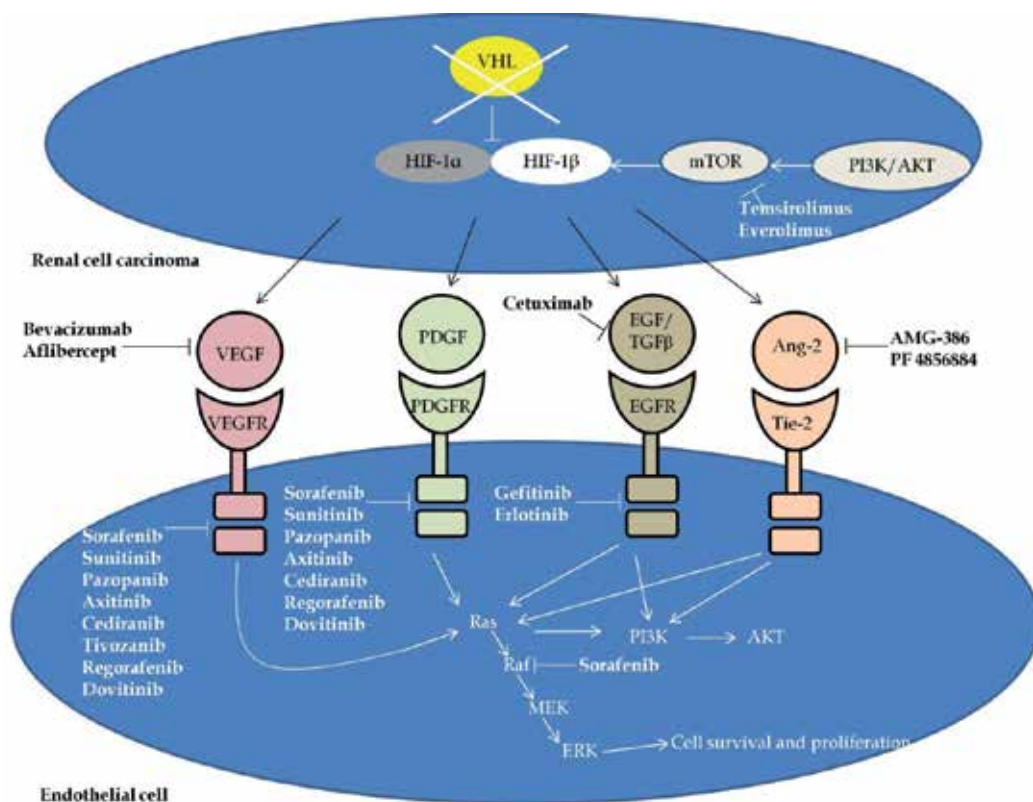 VHL
HIF-1α
HIF-1β
mTOR
PI3K/AKT
Temsirolimus
Everolimus
Renal cell carcinoma
Bevacizumab
Aflibercept
VEGF
PDGF
Cetuximab
EGF/
TGFβ
Ang-2
AMG-386
PF 4856884
VEGFR
PDGFR
EGFR
Tie-2
Sorafenib
Sunitinib
Pazopanib
Axitinib
Cediranib
Tivozanib
Regorafenib
Dovitinib
Sorafenib
Sunitinib
Pazopanib
Axitinib
Cediranib
Regorafenib
Dovitinib
Gefitinib
Erlotinib
Ras
PI3K
AKT
Raf
Sorafenib
MEK
ERK
Cell survival and proliferation
Endothelial cell